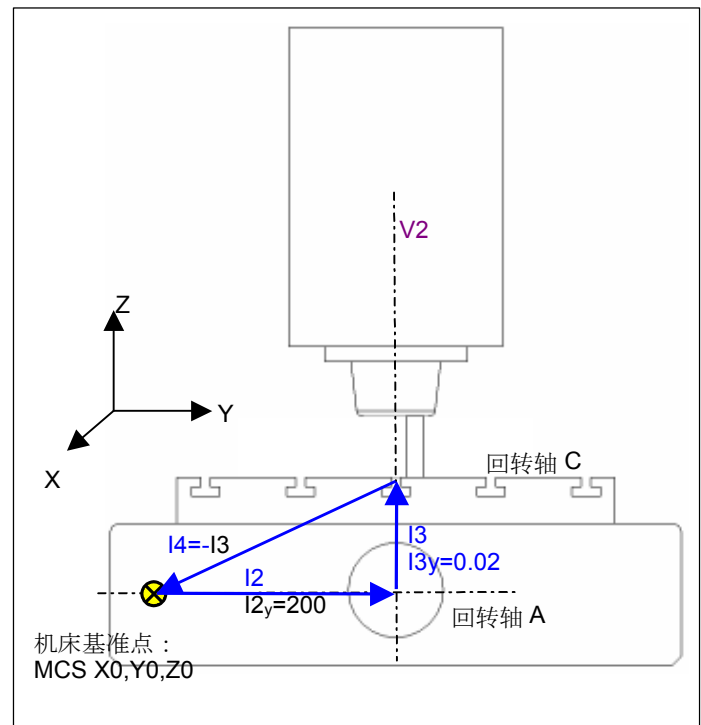 V2
Z
Y
X
回转轴 C
I4=-I3
I3
I3y=0.02
I2
I2y=200
回转轴 A
机床基准点：
MCS X0,Y0,Z0